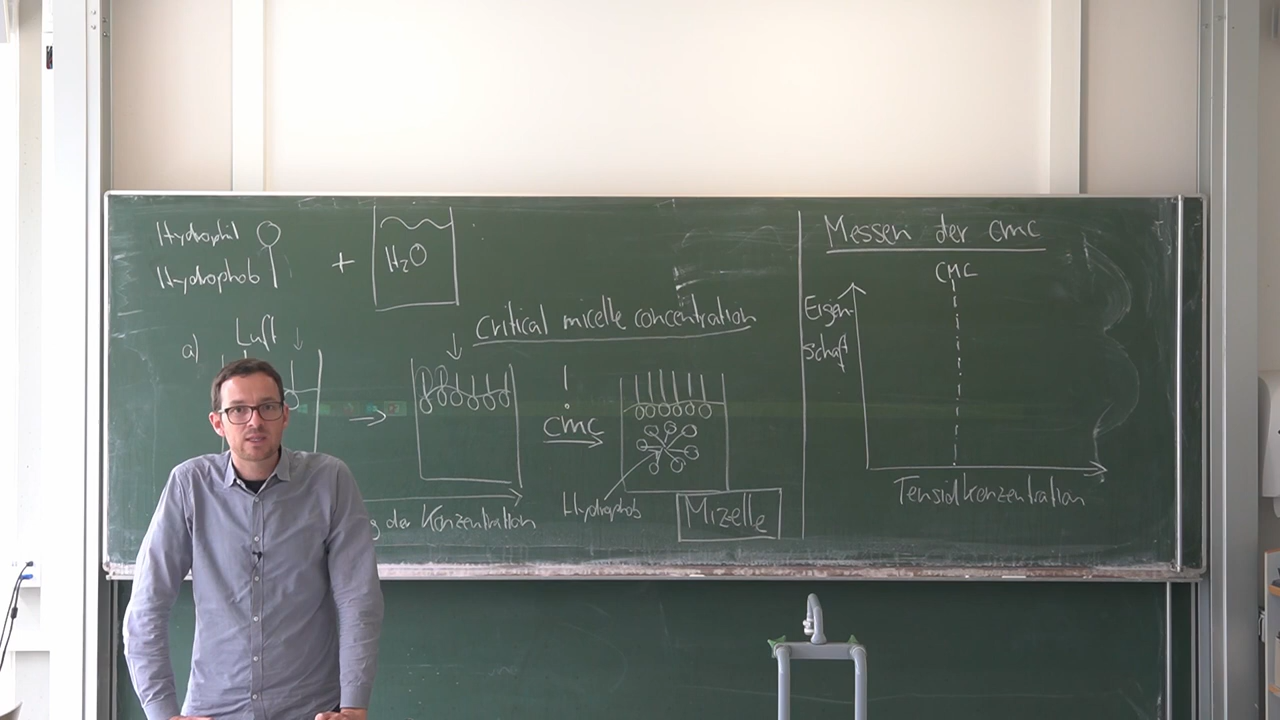 Hydrophil
Hydrophob
+
H₂O
a)
Luft
critical micelle concentration
!
cmc
g der Konzentration
Hydrophob
Mizelle
Messen der cmc
CMC
Eigen-
schaft
Tensidkonzentration